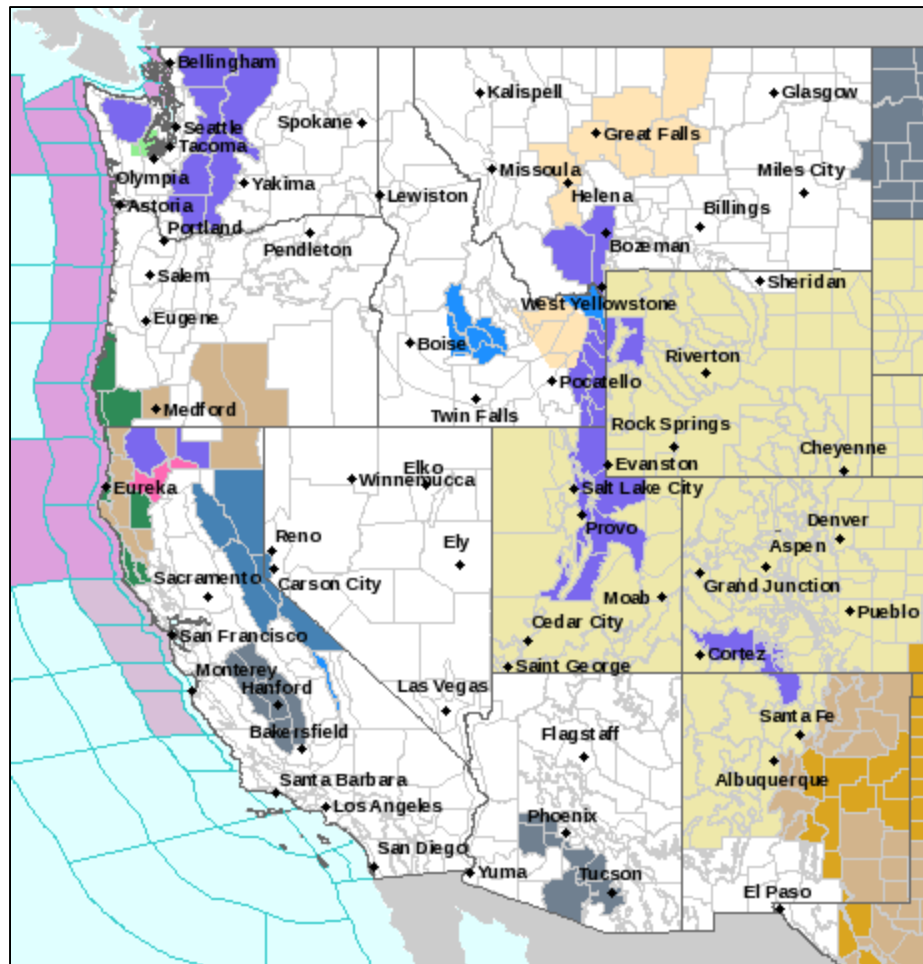 Bellingham
Kalispell
Glasgow
Seattle
Spokane
Great Falls
Tacoma
Olympia
Missoula
Miles City
Yakima
Helena
Lewiston
Astoria
Billings
Portland
Bozeman
Pendleton
Salem
Sheridan
West Yellowstone
Eugene
Boise
Riverton
Pocatello
Medford
Twin Falls
Rock Springs
Cheyenne
Elko
Evanston
Winnemucca
Eureka
Salt Lake City
Provo
Denver
Reno
Ely
Aspen
Sacramento
Carson City
Grand Junction
Moab
Pueblo
San Francisco
Cedar City
Cortez
Monterey
Saint George
Hanford
Las Vegas
Santa Fe
Bakersfield
Flagstaff
Albuquerque
Santa Barbara
Los Angeles
Phoenix
San Diego
Yuma
Tucson
El Paso